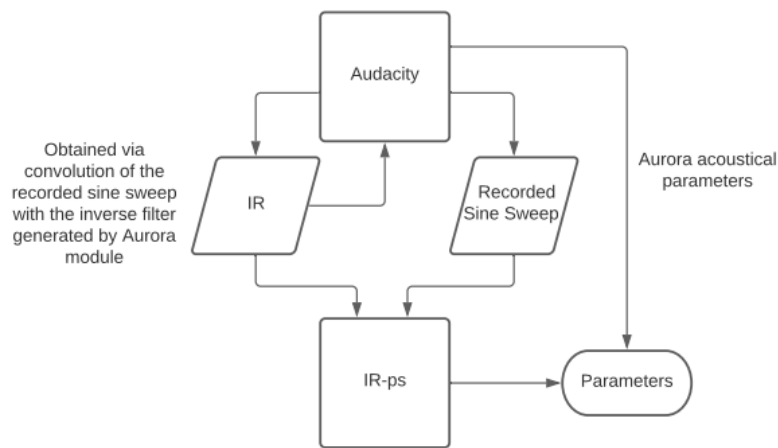 Audacity
Obtained via
convolution of the
recorded sine sweep
with the inverse filter
generated by Aurora
module
IR
Recorded
Sine Sweep
Aurora acoustical
parameters
IR-ps
Parameters